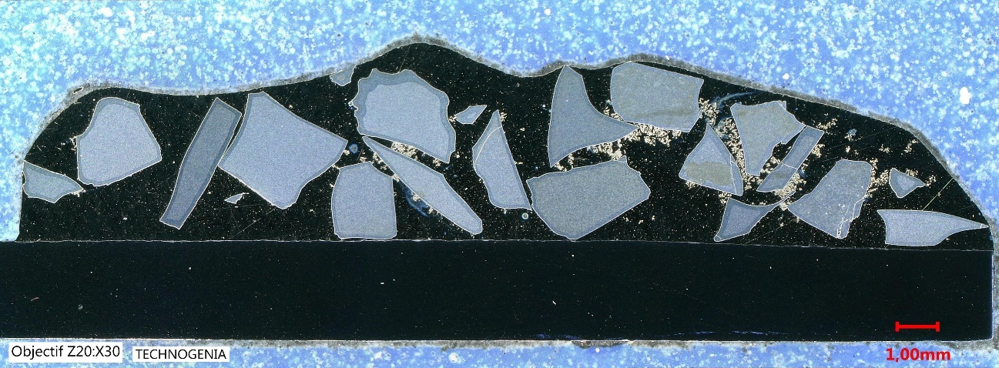 Objectif Z20:X30
TECHNOGENIA
1,00mm